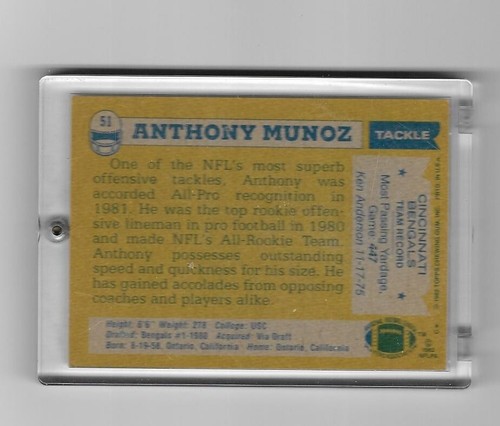 51
ANTHONY MUNOZ
TACKLE
One of the NFL's most superb
offensive tackles, Anthony was
accorded All-Pro recognition in
1981. He was the top rookie offen-
sive lineman in pro football in 1980
and made NFL's All-Rookie Team.
Anthony possesses outstanding
speed and quickness for his size. He
has gained accolades from opposing
coaches and players alike.
CINCINNATI
BENGALS
TEAM RECORD
Most Passing Yardage,
Game: 447
Ken Anderson 11-17-75
Height: 6'6" Weight: 278 College: USC
Drafted: Bengals #1-1980 Acquired: Via Draft
Born: 8-19-58, Ontario, California Home: Ontario, California